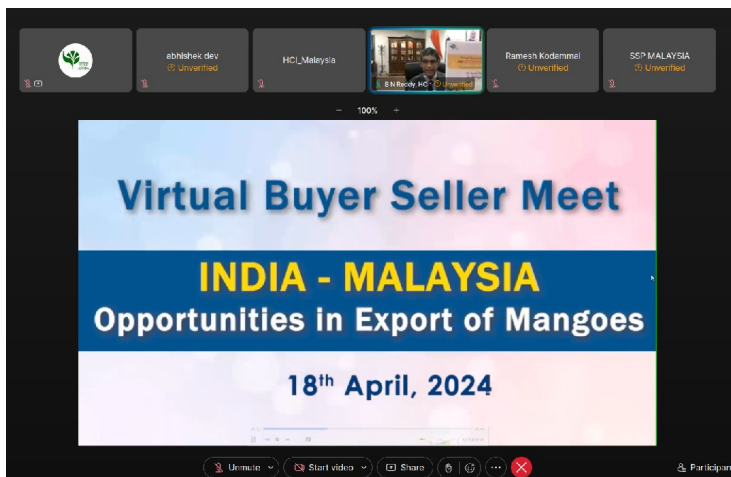 abhishek dev
Unverified
HCI_Malaysia
B N Reddy, HC
Unverified
Ramesh Kodammal
Unverified
SSP MALAYSIA
Unverified
100%
Virtual Buyer Seller Meet
INDIA - MALAYSIA
Opportunities in Export of Mangoes
18th April, 2024
Unmute
Start video
Share
Participan